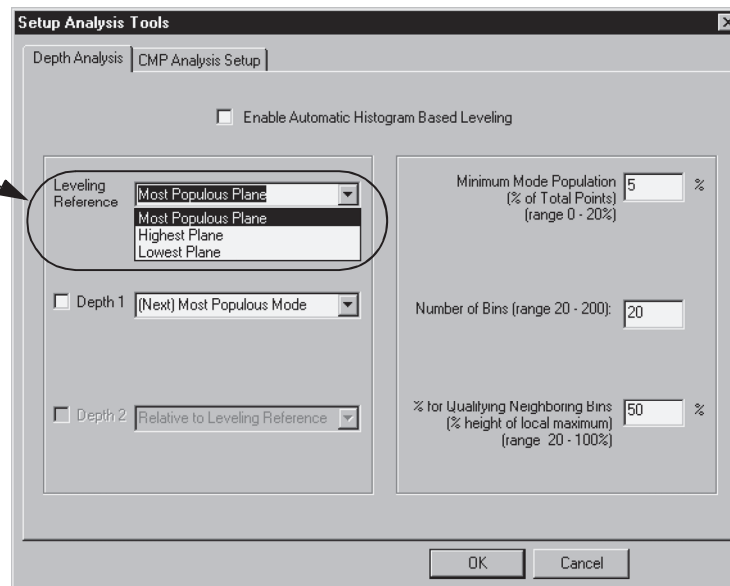 Setup Analysis Tools
Depth Analysis
CMP Analysis Setup
Enable Automatic Histogram Based Leveling
Leveling
Reference
Most Populous Plane
Most Populous Plane
Highest Plane
Lowest Plane
Depth 1
(Next) Most Populous Mode
Depth 2
Relative to Leveling Reference
Minimum Mode Population
(% of Total Points)
(range 0 - 20%)
5
%
Number of Bins (range 20 - 200):
20
% for Qualifying Neighboring Bins
(% height of local maximum)
(range 20 - 100%)
50
%
OK
Cancel